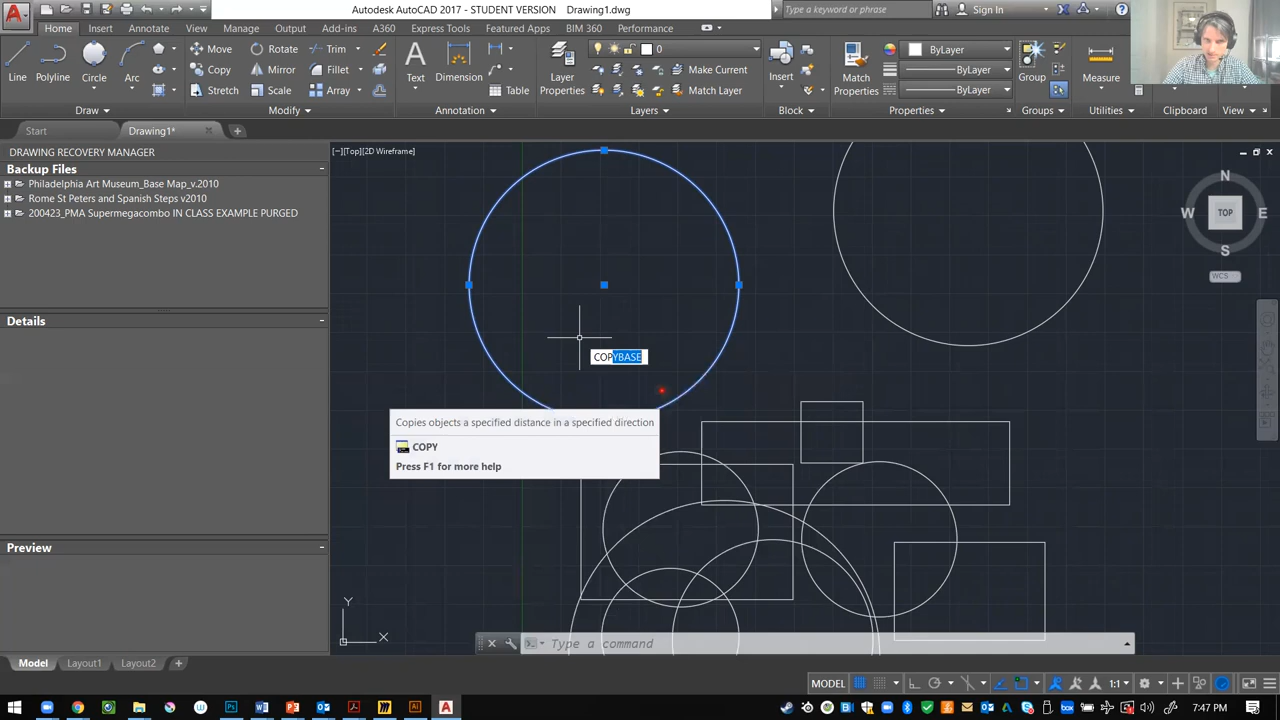 Autodesk AutoCAD 2017 - STUDENT VERSION Drawing1.dwg
Type a keyword or phrase
Sign In
Home Insert Annotate View Manage Output Add-ins A360 Express Tools Featured Apps BIM 360 Performance
Line Polyline Circle Arc
Move Rotate Trim
Copy Mirror Fillet
Stretch Scale Array
Text Dimension
Table
Layer Properties
0
Make Current
Match Layer
Insert
Match Properties
ByLayer
ByLayer
ByLayer
Group
Measure
Draw Modify Annotation Layers Block Properties Groups Utilities Clipboard View
Start Drawing1*
DRAWING RECOVERY MANAGER
Backup Files
Philadelphia Art Museum_Base Map_v.2010
Rome St Peters and Spanish Steps v2010
200423_PMA Supermegacombo IN CLASS EXAMPLE PURGED
Details
Preview
[−][Top][2D Wireframe]
N
W TOP E
S
WCS
COPYBASE
Copies objects a specified distance in a specified direction
COPY
Press F1 for more help
Y
X
Type a command
Model Layout1 Layout2
MODEL
1:1
7:47 PM